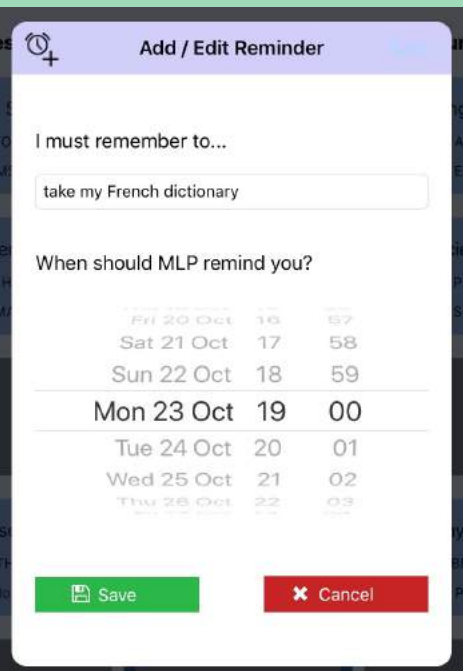 Add / Edit Reminder
I must remember to...
take my French dictionary
When should MLP remind you?
Fri 20 Oct 16 57
Sat 21 Oct 17 58
Sun 22 Oct 18 59
Mon 23 Oct 19 00
Tue 24 Oct 20 01
Wed 25 Oct 21 02
Thu 26 Oct 22 03
Save
Cancel